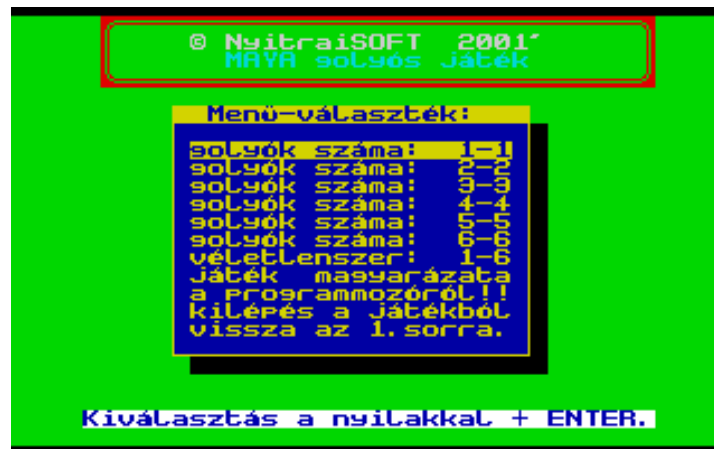 © NyitraiSOFT 2001'
MAYA golyós játék
Menü-választék:
golyók száma: 1-1
golyók száma: 2-2
golyók száma: 3-3
golyók száma: 4-4
golyók száma: 5-5
golyók száma: 6-6
véletlenszer: 1-6
játék magyarázata
a programmozóról!!
kilépés a játékból
vissza az 1.sorra.
Kiválasztás a nyilakkal + ENTER.